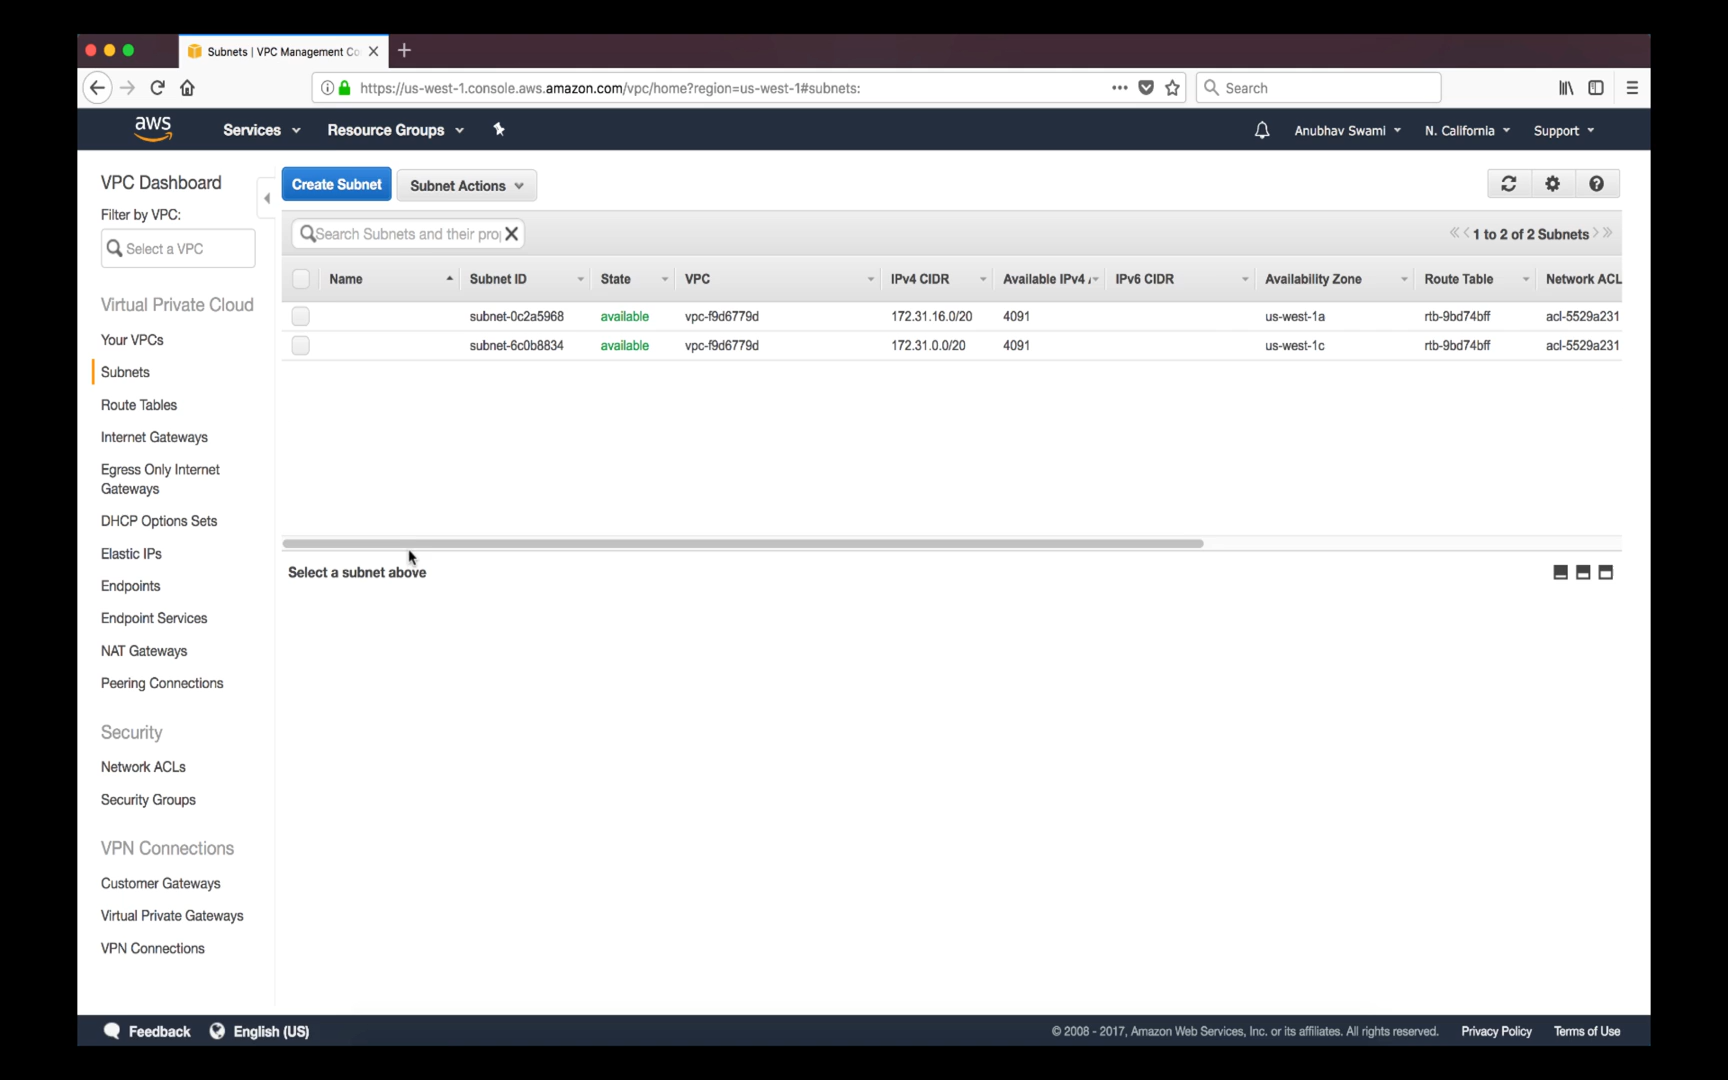 Subnets | VPC Management Co
https://us-west-1.console.aws.amazon.com/vpc/home?region=us-west-1#subnets:
Search
aws
Services
Resource Groups
Anubhav Swami
N. California
Support
VPC Dashboard
Filter by VPC:
Select a VPC
Virtual Private Cloud
Your VPCs
Subnets
Route Tables
Internet Gateways
Egress Only Internet
Gateways
DHCP Options Sets
Elastic IPs
Endpoints
Endpoint Services
NAT Gateways
Peering Connections
Security
Network ACLs
Security Groups
VPN Connections
Customer Gateways
Virtual Private Gateways
VPN Connections
Create Subnet
Subnet Actions
Search Subnets and their pro
1 to 2 of 2 Subnets
Name Subnet ID State VPC IPv4 CIDR Available IPv4 IPv6 CIDR Availability Zone Route Table Network ACL
subnet-0c2a5968 available vpc-f9d6779d 172.31.16.0/20 4091 us-west-1a rtb-9bd74bff acl-5529a231
subnet-6c0b8834 available vpc-f9d6779d 172.31.0.0/20 4091 us-west-1c rtb-9bd74bff acl-5529a231
Select a subnet above
Feedback
English (US)
© 2008 - 2017, Amazon Web Services, Inc. or its affiliates. All rights reserved.
Privacy Policy
Terms of Use